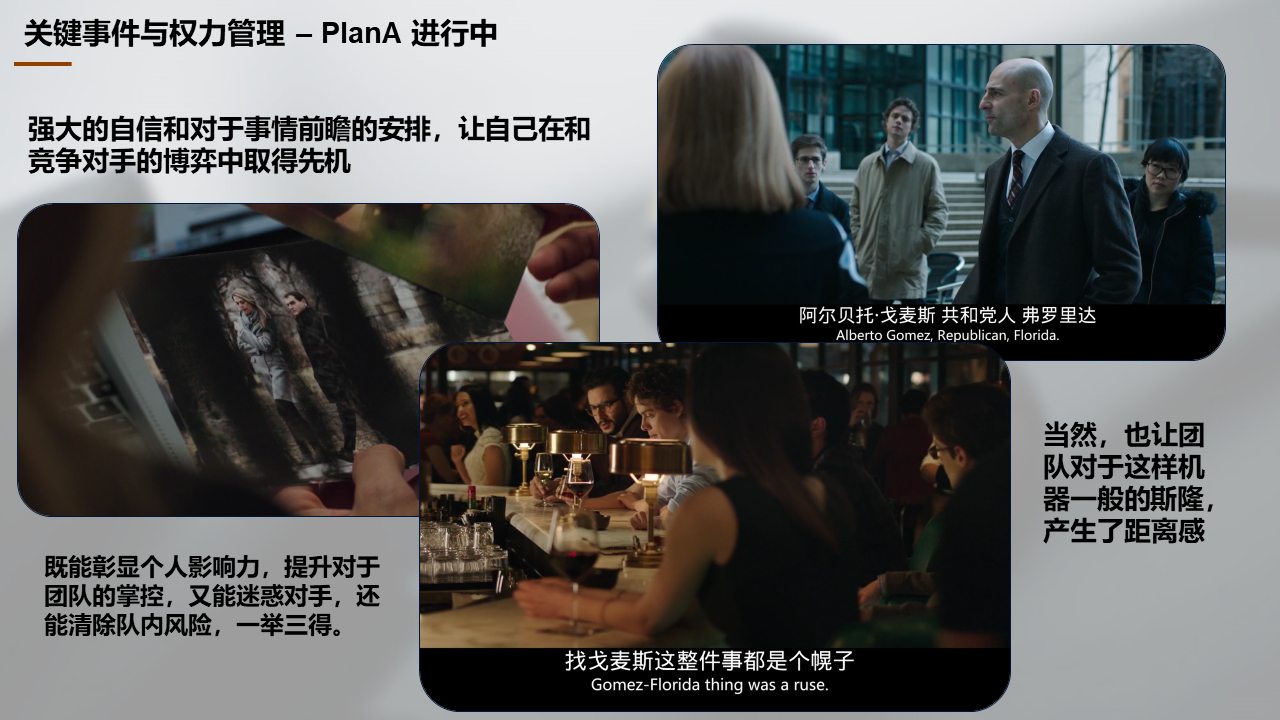 关键事件与权力管理 – PlanA 进行中
强大的自信和对于事情前瞻的安排，让自己在和
竞争对手的博弈中取得先机
阿尔贝托·戈麦斯 共和党人 弗罗里达
Alberto Gomez, Republican, Florida.
当然，也让团
队对于这样机
器一般的斯隆，
产生了距离感
既能彰显个人影响力，提升对于
团队的掌控，又能迷惑对手，还
能清除队内风险，一举三得。
找戈麦斯这整件事都是个幌子
Gomez-Florida thing was a ruse.